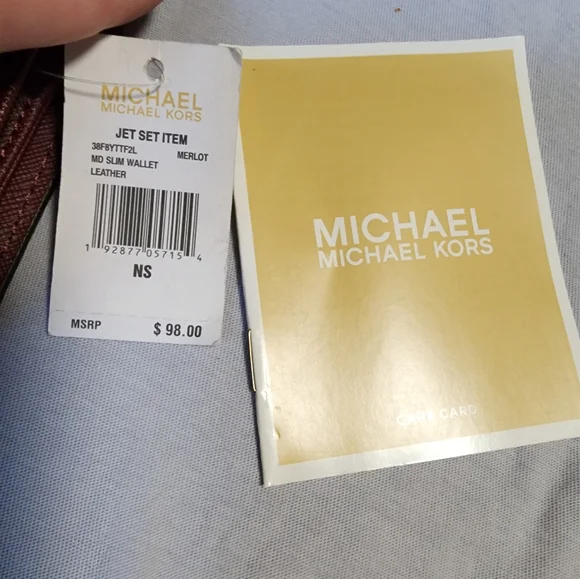 MICHAEL
MICHAEL KORS
JET SET ITEM
38F8YTTF2L MERLOT
MD SLIM WALLET
LEATHER
1 92877 05715 4
NS
MSRP $ 98.00
MICHAEL
MICHAEL KORS
CARE CARD